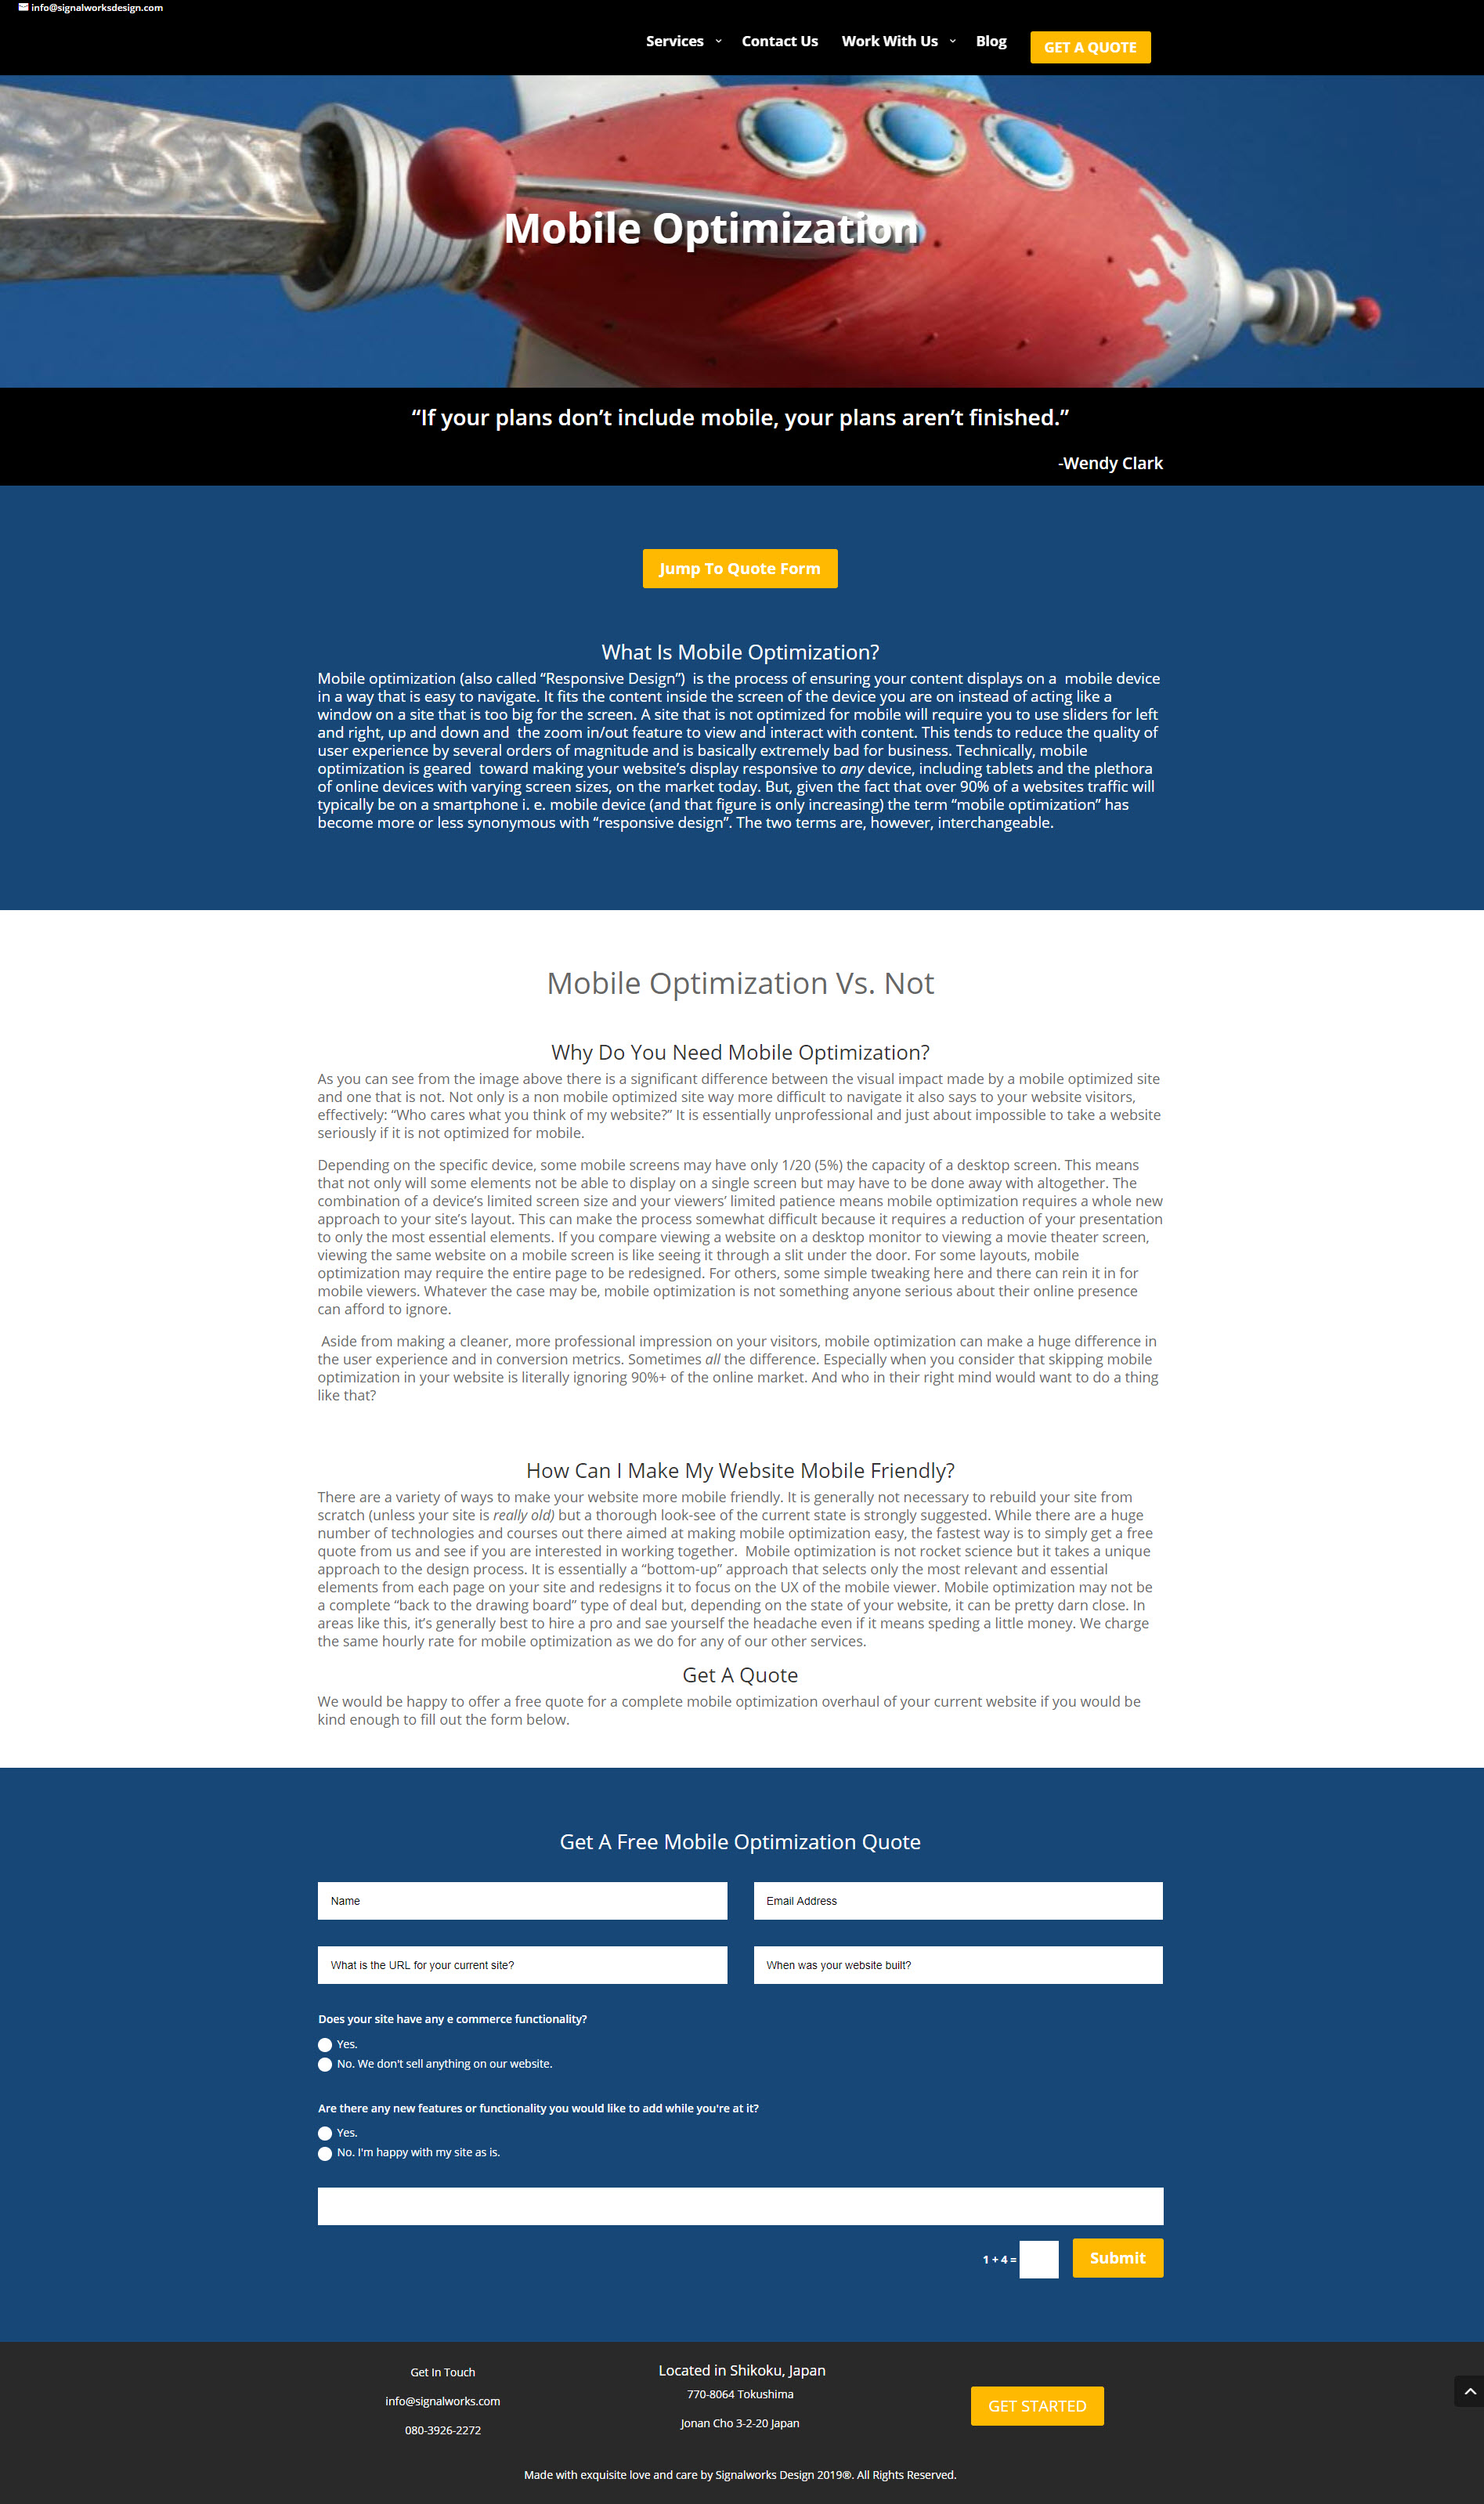 info@signalworksdesign.com
Services
Contact Us
Work With Us
Blog
GET A QUOTE
Mobile Optimization
“If your plans don’t include mobile, your plans aren’t finished.”
-Wendy Clark
Jump To Quote Form
What Is Mobile Optimization?
Mobile optimization (also called “Responsive Design”)  is the process of ensuring your content displays on a  mobile device
in a way that is easy to navigate. It fits the content inside the screen of the device you are on instead of acting like a
window on a site that is too big for the screen. A site that is not optimized for mobile will require you to use sliders for left
and right, up and down and  the zoom in/out feature to view and interact with content. This tends to reduce the quality of
user experience by several orders of magnitude and is basically extremely bad for business. Technically, mobile
optimization is geared  toward making your website’s display responsive to any device, including tablets and the plethora
of online devices with varying screen sizes, on the market today. But, given the fact that over 90% of a websites traffic will
typically be on a smartphone i. e. mobile device (and that figure is only increasing) the term “mobile optimization” has
become more or less synonymous with “responsive design”. The two terms are, however, interchangeable.
Mobile Optimization Vs. Not
Why Do You Need Mobile Optimization?
As you can see from the image above there is a significant difference between the visual impact made by a mobile optimized site
and one that is not. Not only is a non mobile optimized site way more difficult to navigate it also says to your website visitors,
effectively: “Who cares what you think of my website?” It is essentially unprofessional and just about impossible to take a website
seriously if it is not optimized for mobile.
Depending on the specific device, some mobile screens may have only 1/20 (5%) the capacity of a desktop screen. This means
that not only will some elements not be able to display on a single screen but may have to be done away with altogether. The
combination of a device’s limited screen size and your viewers’ limited patience means mobile optimization requires a whole new
approach to your site’s layout. This can make the process somewhat difficult because it requires a reduction of your presentation
to only the most essential elements. If you compare viewing a website on a desktop monitor to viewing a movie theater screen,
viewing the same website on a mobile screen is like seeing it through a slit under the door. For some layouts, mobile
optimization may require the entire page to be redesigned. For others, some simple tweaking here and there can rein it in for
mobile viewers. Whatever the case may be, mobile optimization is not something anyone serious about their online presence
can afford to ignore.
Aside from making a cleaner, more professional impression on your visitors, mobile optimization can make a huge difference in
the user experience and in conversion metrics. Sometimes all the difference. Especially when you consider that skipping mobile
optimization in your website is literally ignoring 90%+ of the online market. And who in their right mind would want to do a thing
like that?
How Can I Make My Website Mobile Friendly?
There are a variety of ways to make your website more mobile friendly. It is generally not necessary to rebuild your site from
scratch (unless your site is really old) but a thorough look-see of the current state is strongly suggested. While there are a huge
number of technologies and courses out there aimed at making mobile optimization easy, the fastest way is to simply get a free
quote from us and see if you are interested in working together.  Mobile optimization is not rocket science but it takes a unique
approach to the design process. It is essentially a “bottom-up” approach that selects only the most relevant and essential
elements from each page on your site and redesigns it to focus on the UX of the mobile viewer. Mobile optimization may not be
a complete “back to the drawing board” type of deal but, depending on the state of your website, it can be pretty darn close. In
areas like this, it’s generally best to hire a pro and sae yourself the headache even if it means speding a little money. We charge
the same hourly rate for mobile optimization as we do for any of our other services.
Get A Quote
We would be happy to offer a free quote for a complete mobile optimization overhaul of your current website if you would be
kind enough to fill out the form below.
Get A Free Mobile Optimization Quote
Name
Email Address
What is the URL for your current site?
When was your website built?
Does your site have any e commerce functionality?
Yes.
No. We don't sell anything on our website.
Are there any new features or functionality you would like to add while you're at it?
Yes.
No. I'm happy with my site as is.
1 + 4 =
Submit
Get In Touch
info@signalworks.com
080-3926-2272
Located in Shikoku, Japan
770-8064 Tokushima
Jonan Cho 3-2-20 Japan
GET STARTED
Made with exquisite love and care by Signalworks Design 2019®. All Rights Reserved.